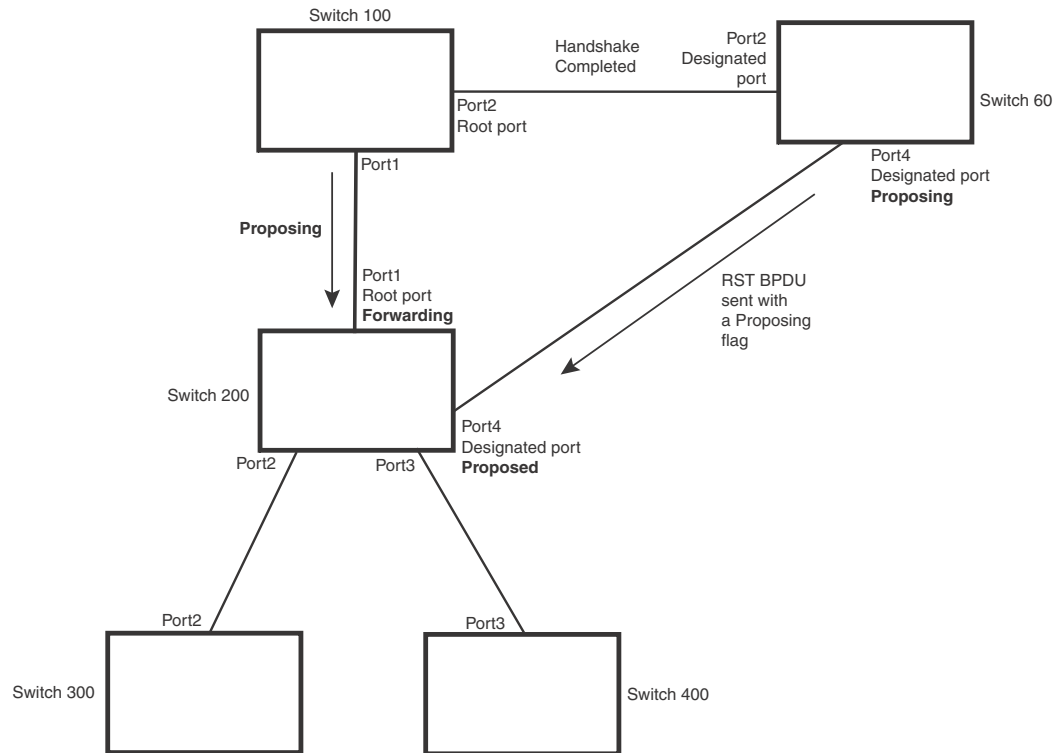 Switch 100
Handshake
Completed
Port2
Designated
port
Switch 60
Port2
Root port
Port1
Port4
Designated port
Proposing
Proposing
Port1
Root port
Forwarding
RST BPDU
sent with
a Proposing
flag
Switch 200
Port4
Designated port
Proposed
Port2
Port3
Port2
Port3
Switch 300
Switch 400